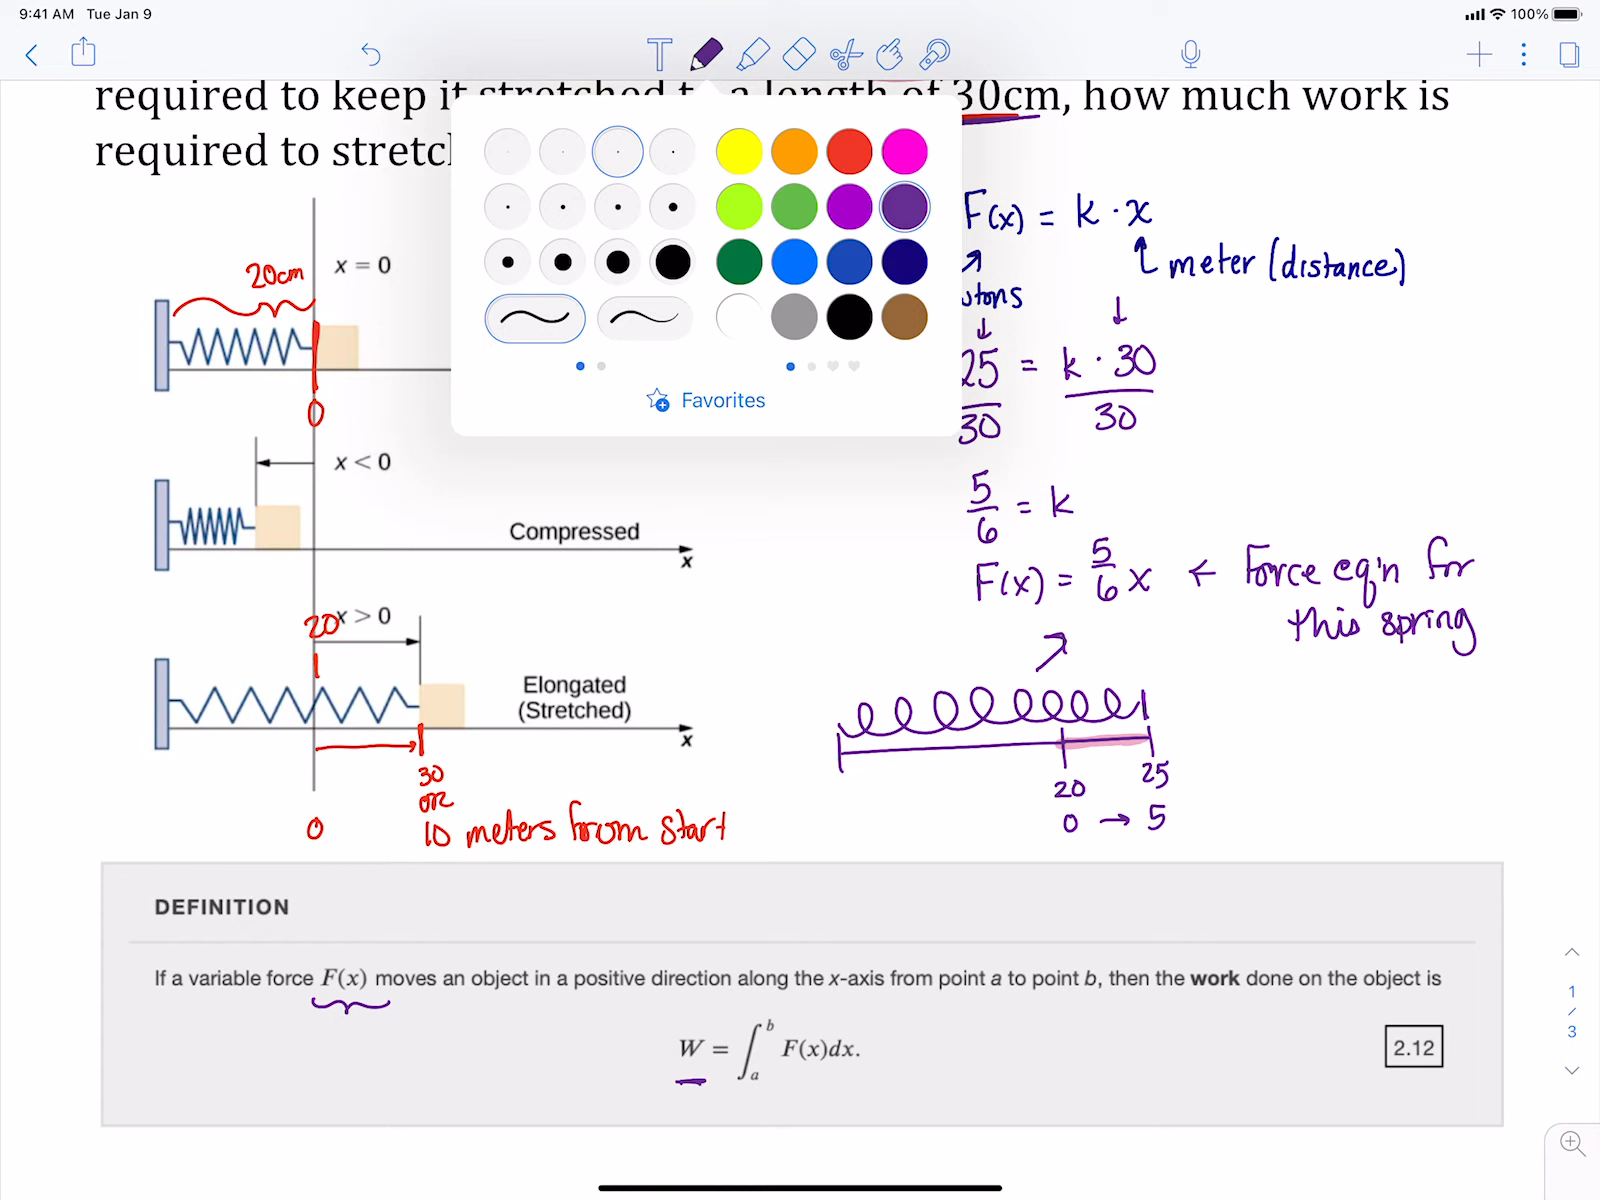 9:41 AM Tue Jan 9
100%
required to keep it stretched t a length of 30cm, how much work is
required to stretc
F(x) = k · x
meter (distance)
utons
25 = k · 30
30 30
5/6 = k
F(x) = 5/6 x ← Force eq'n for
this spring
Favorites
20cm
x = 0
0
x < 0
Compressed
x
20
x > 0
Elongated
(Stretched)
x
30
or
0
10 meters from start
20 25
0 → 5
DEFINITION
If a variable force F(x) moves an object in a positive direction along the x-axis from point a to point b, then the work done on the object is
W = ∫_a^b F(x)dx.
2.12
1
/
3